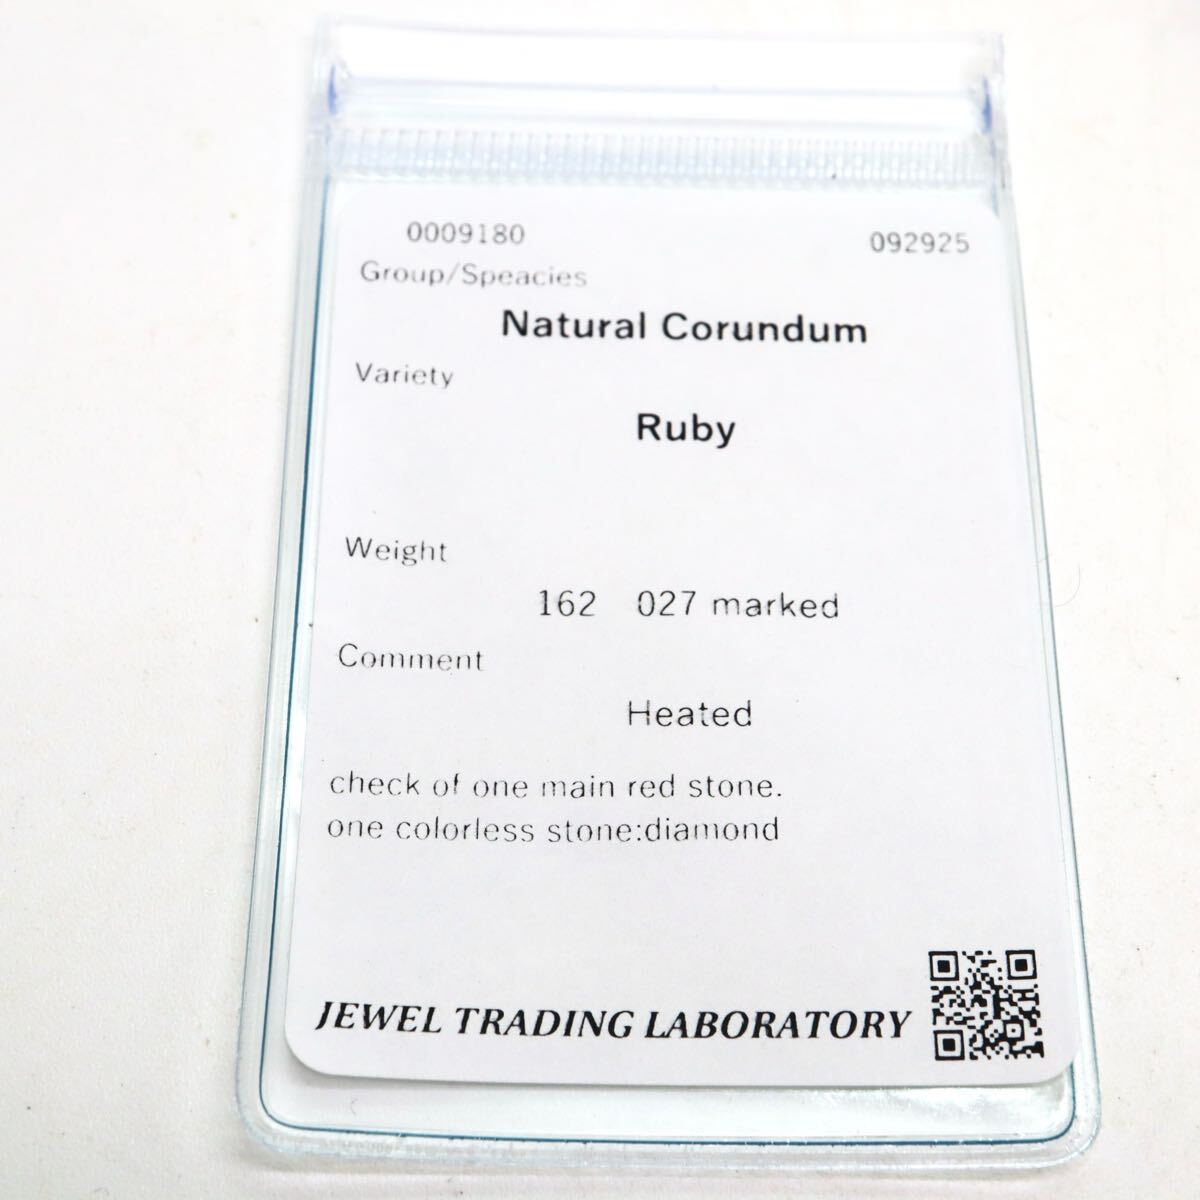 0009180 092925
Group/Speacies
Natural Corundum
Variety
Ruby
Weight
162 027 marked
Comment
Heated
check of one main red stone.
one colorless stone:diamond
JEWEL TRADING LABORATORY